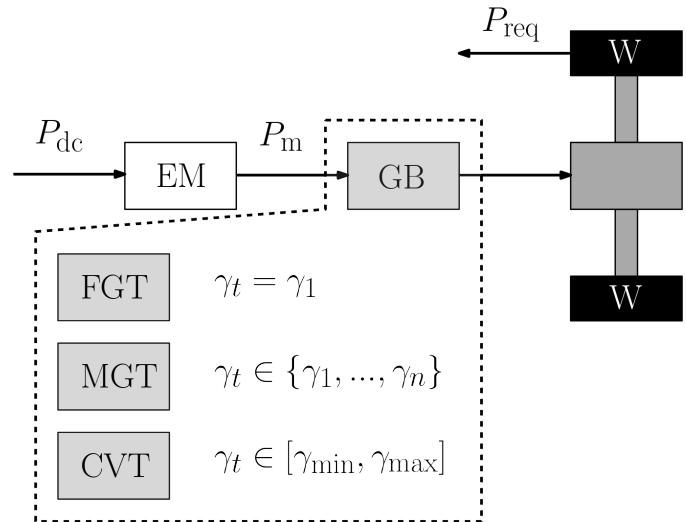 P_req
W
P_dc
EM
P_m
GB
FGT γ_t = γ_1
MGT γ_t ∈ {γ_1, ..., γ_n}
CVT γ_t ∈ [γ_min, γ_max]
W